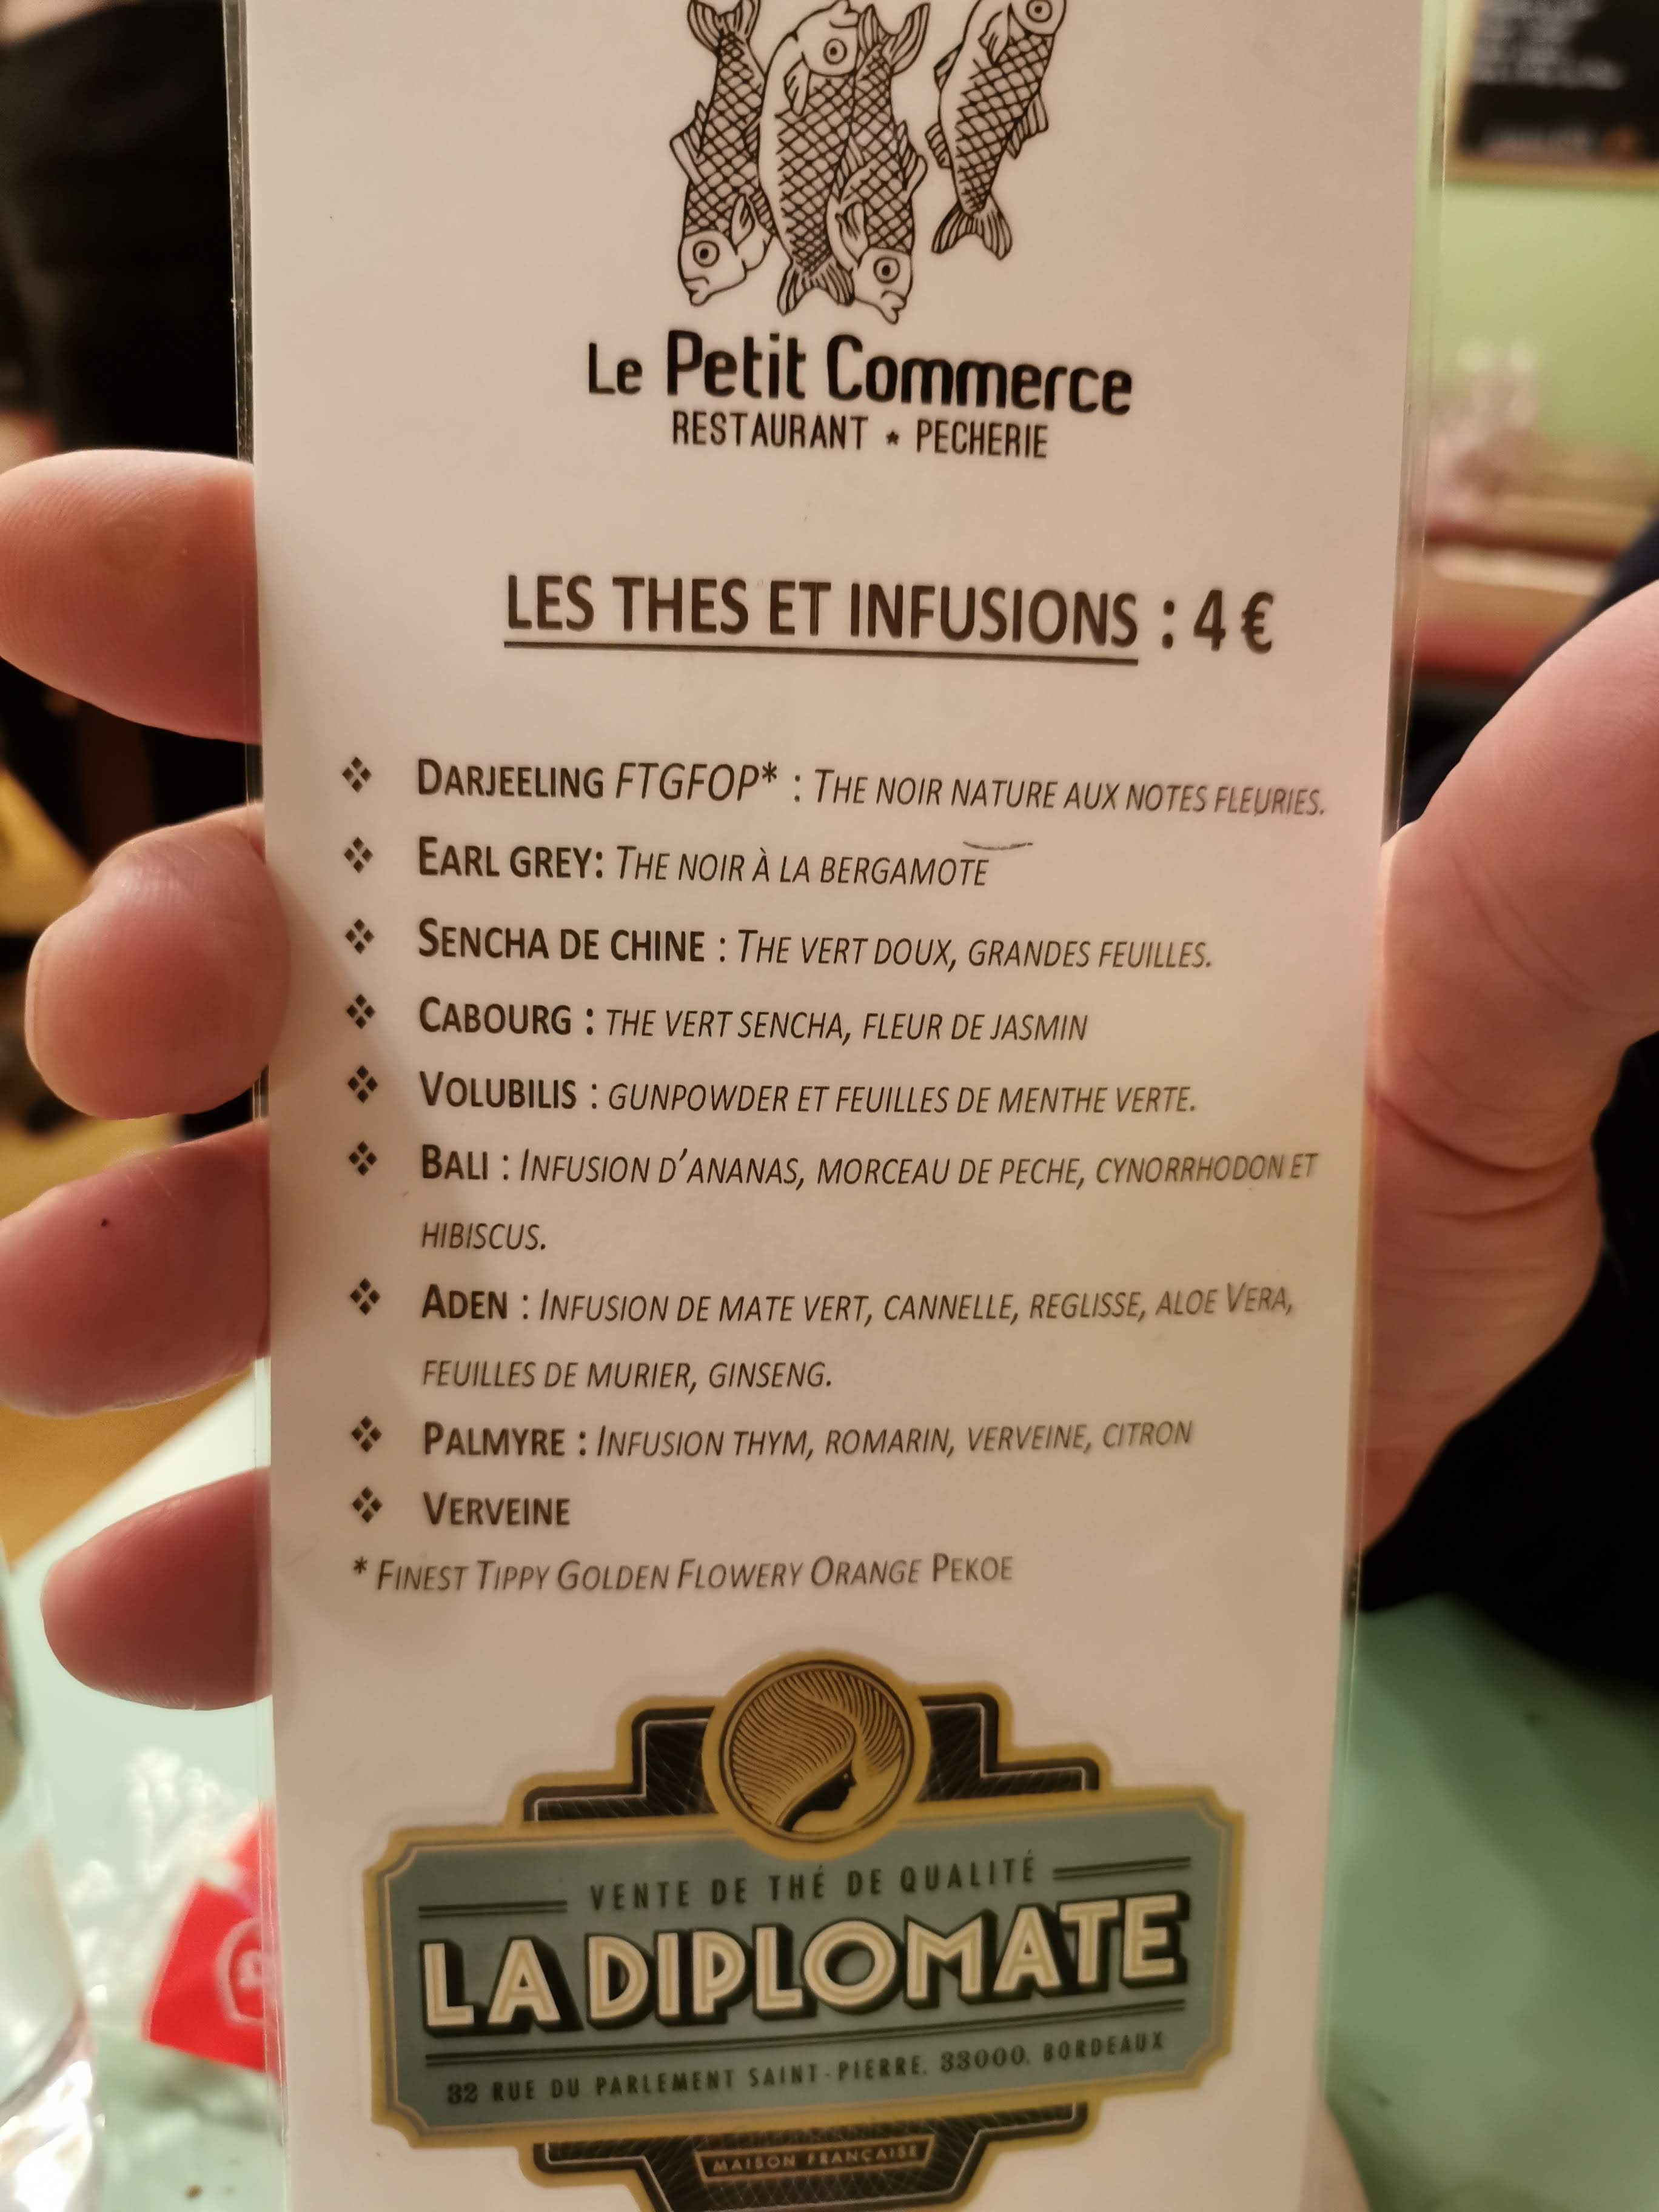 Le Petit Commerce
RESTAURANT ★ PECHERIE
LES THES ET INFUSIONS : 4 €
❖ DARJEELING FTGFOP* : THE NOIR NATURE AUX NOTES FLEURIES.
❖ EARL GREY: THE NOIR À LA BERGAMOTE
❖ SENCHA DE CHINE : THE VERT DOUX, GRANDES FEUILLES.
❖ CABOURG : THE VERT SENCHA, FLEUR DE JASMIN
❖ VOLUBILIS : GUNPOWDER ET FEUILLES DE MENTHE VERTE.
❖ BALI : INFUSION D'ANANAS, MORCEAU DE PECHE, CYNORRHODON ET
HIBISCUS.
❖ ADEN : INFUSION DE MATE VERT, CANNELLE, REGLISSE, ALOE VERA,
FEUILLES DE MURIER, GINSENG.
❖ PALMYRE : INFUSION THYM, ROMARIN, VERVEINE, CITRON
❖ VERVEINE
* FINEST TIPPY GOLDEN FLOWERY ORANGE PEKOE
VENTE DE THÉ DE QUALITÉ
LA DIPLOMATE
32 RUE DU PARLEMENT SAINT-PIERRE. 33000. BORDEAUX
MAISON FRANÇAISE